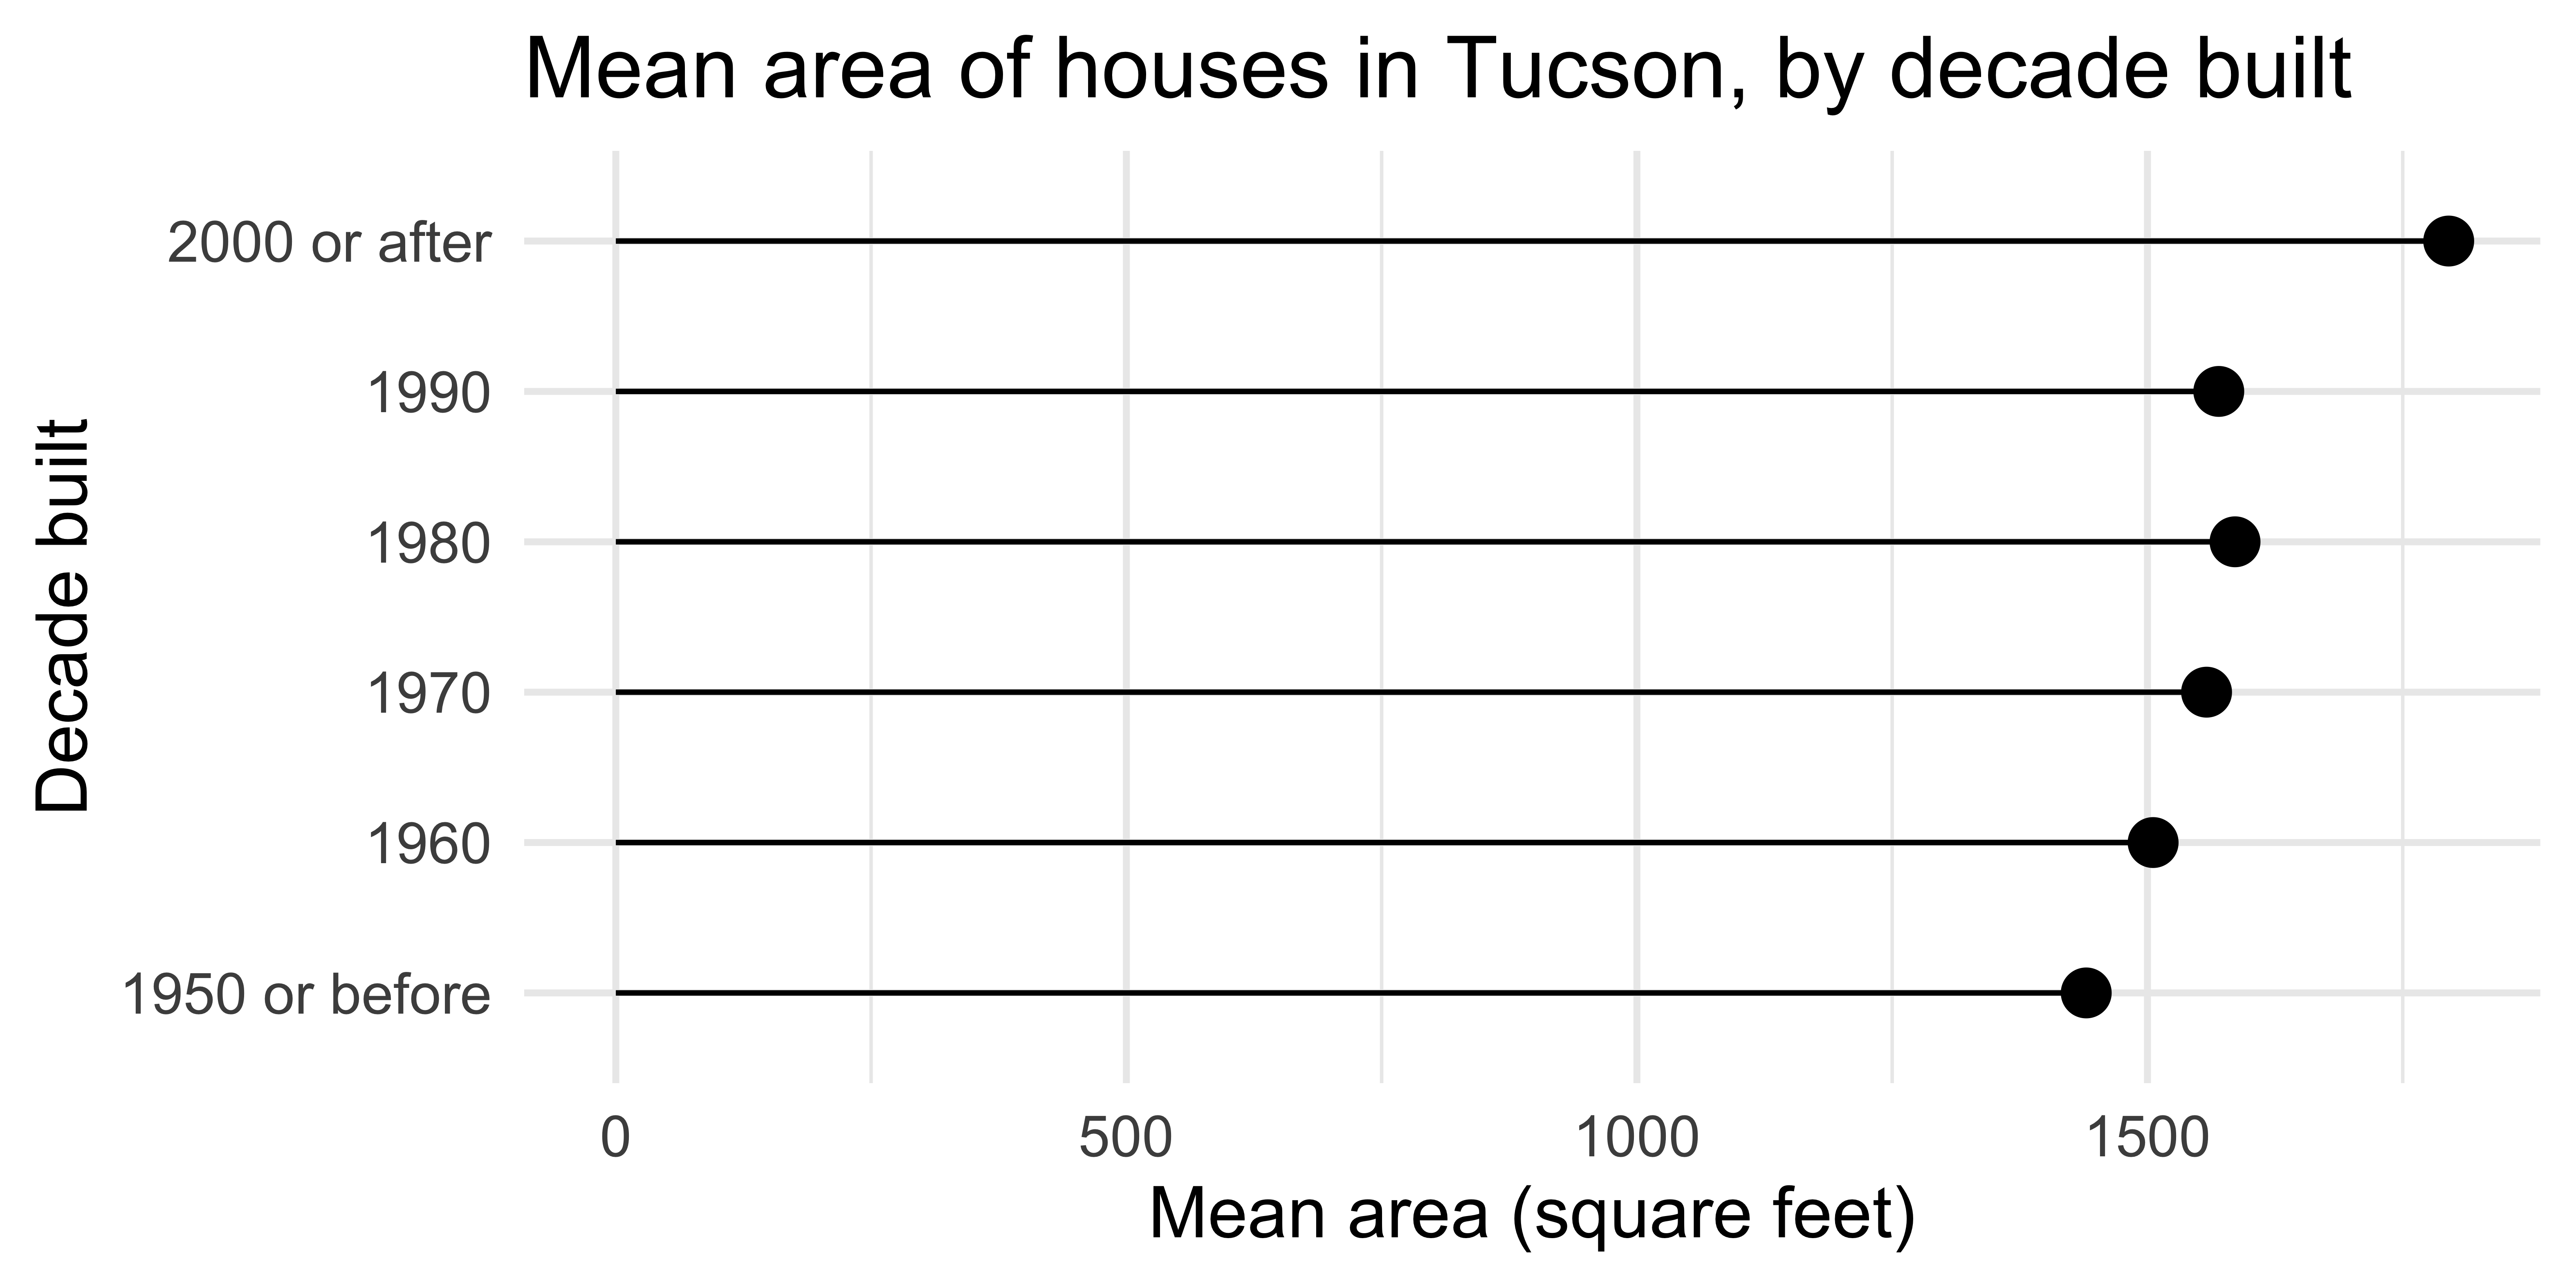 Mean area of houses in Tucson, by decade built
Decade built
2000 or after
1990
1980
1970
1960
1950 or before
0 500 1000 1500
Mean area (square feet)